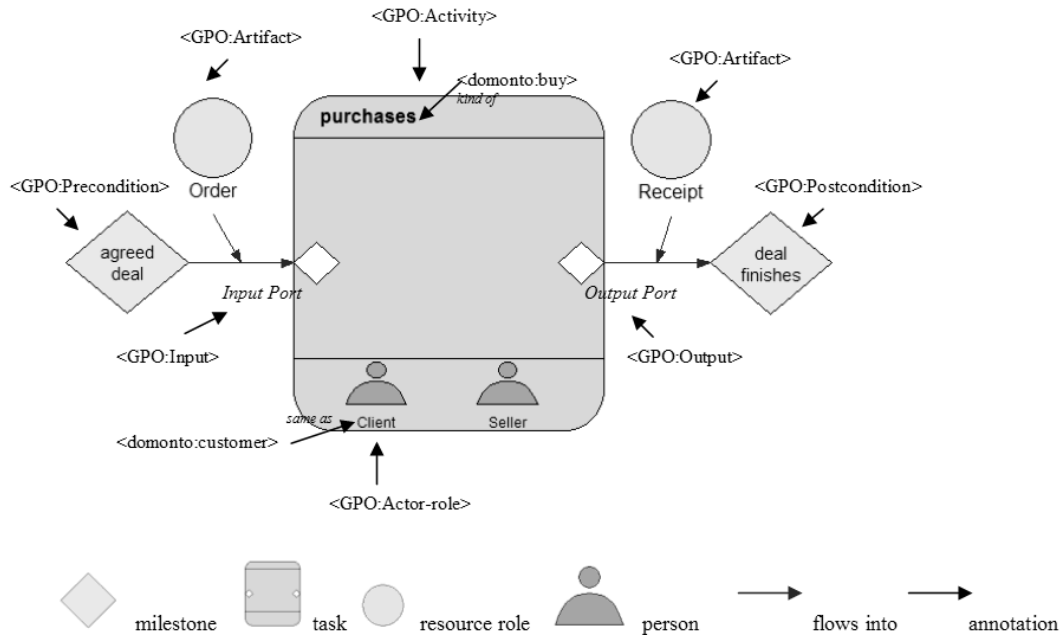 <GPO:Activity>
<GPO:Artifact>
<GPO:Artifact>
<domonto:buy>
kind of
purchases
Order
Receipt
<GPO:Precondition>
<GPO:Postcondition>
agreed
deal
deal
finishes
Input Port
Output Port
<GPO:Input>
<GPO:Output>
same as
Client
Seller
<domonto:customer>
<GPO:Actor-role>
milestone
task
resource role
person
flows into
annotation